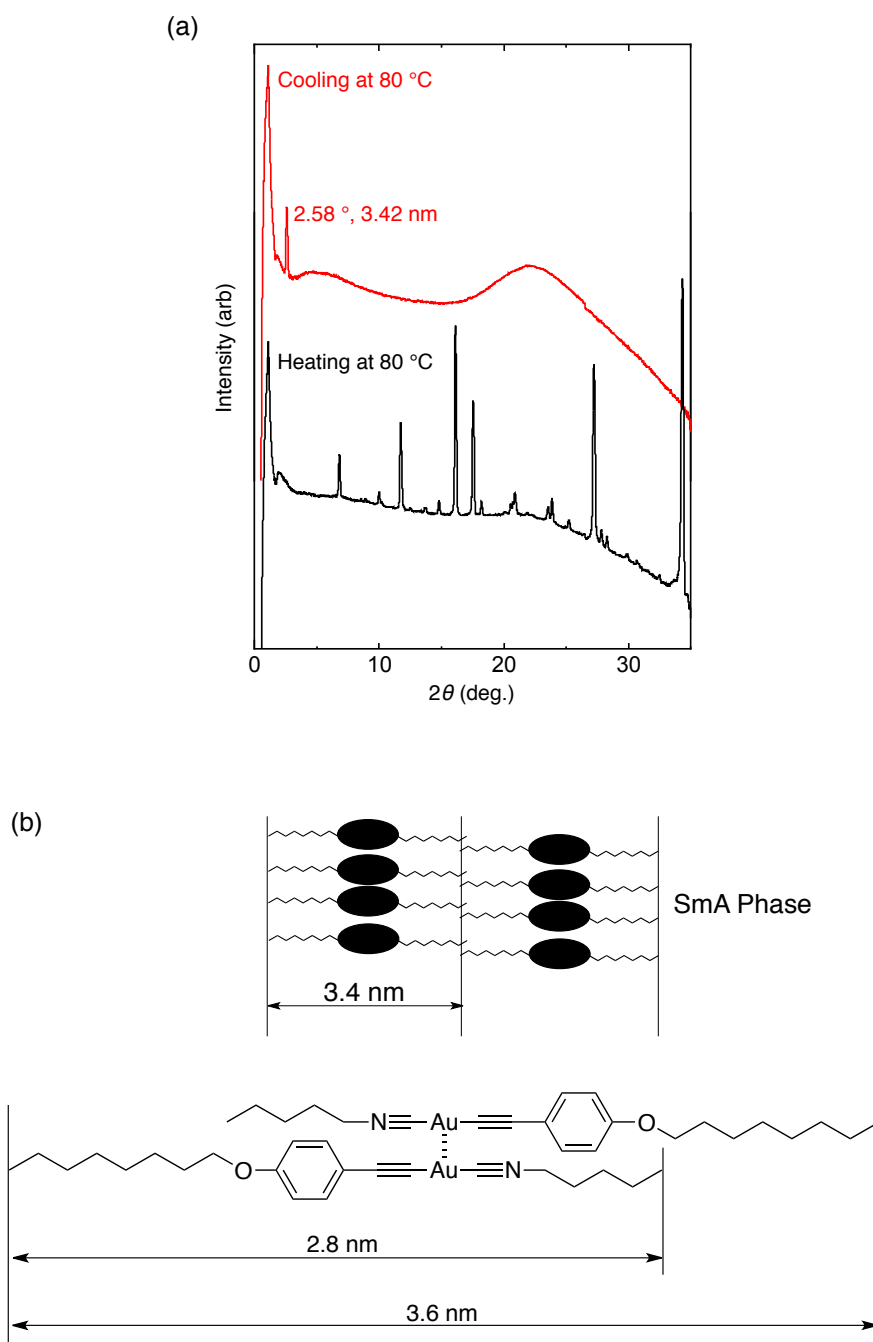 (a)
Cooling at 80 °C
2.58 °, 3.42 nm
Heating at 80 °C
Intensity (arb)
0 10 20 30
2θ (deg.)
(b)
SmA Phase
3.4 nm
N Au O
O Au N
2.8 nm
3.6 nm